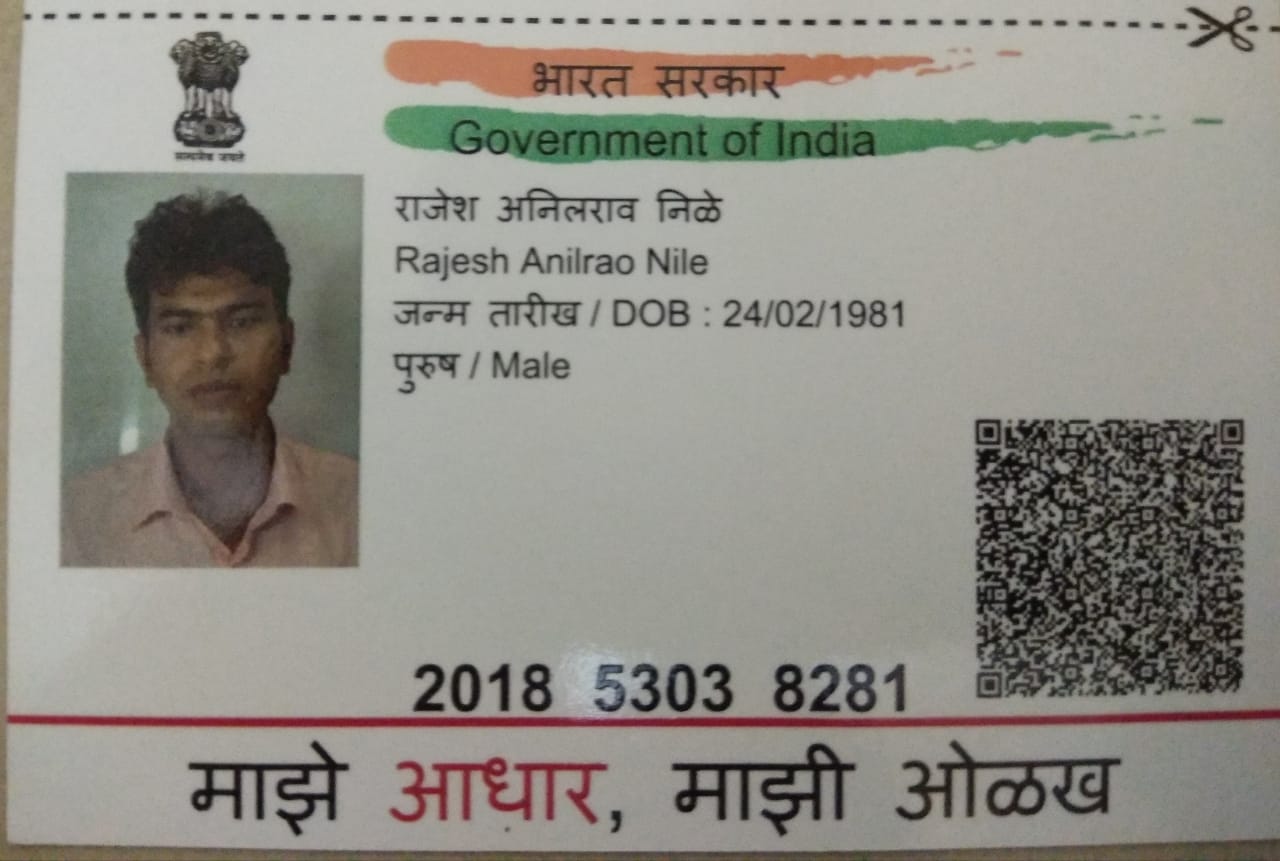 सत्यमेव जयते
भारत सरकार
Government of India
राजेश अनिलराव निळे
Rajesh Anilrao Nile
जन्म तारीख / DOB : 24/02/1981
पुरुष / Male
2018 5303 8281
माझे आधार, माझी ओळख